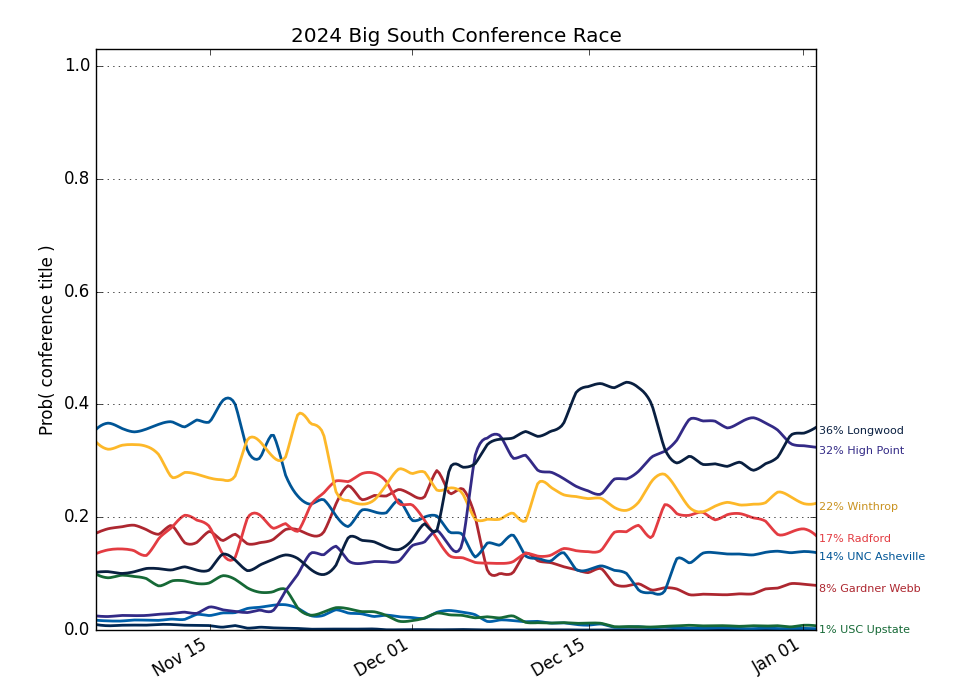 2024 Big South Conference Race
Prob( conference title )
1.0
0.8
0.6
0.4
0.2
0.0
Nov 15
Dec 01
Dec 15
Jan 01
36% Longwood
32% High Point
22% Winthrop
17% Radford
14% UNC Asheville
8% Gardner Webb
1% USC Upstate